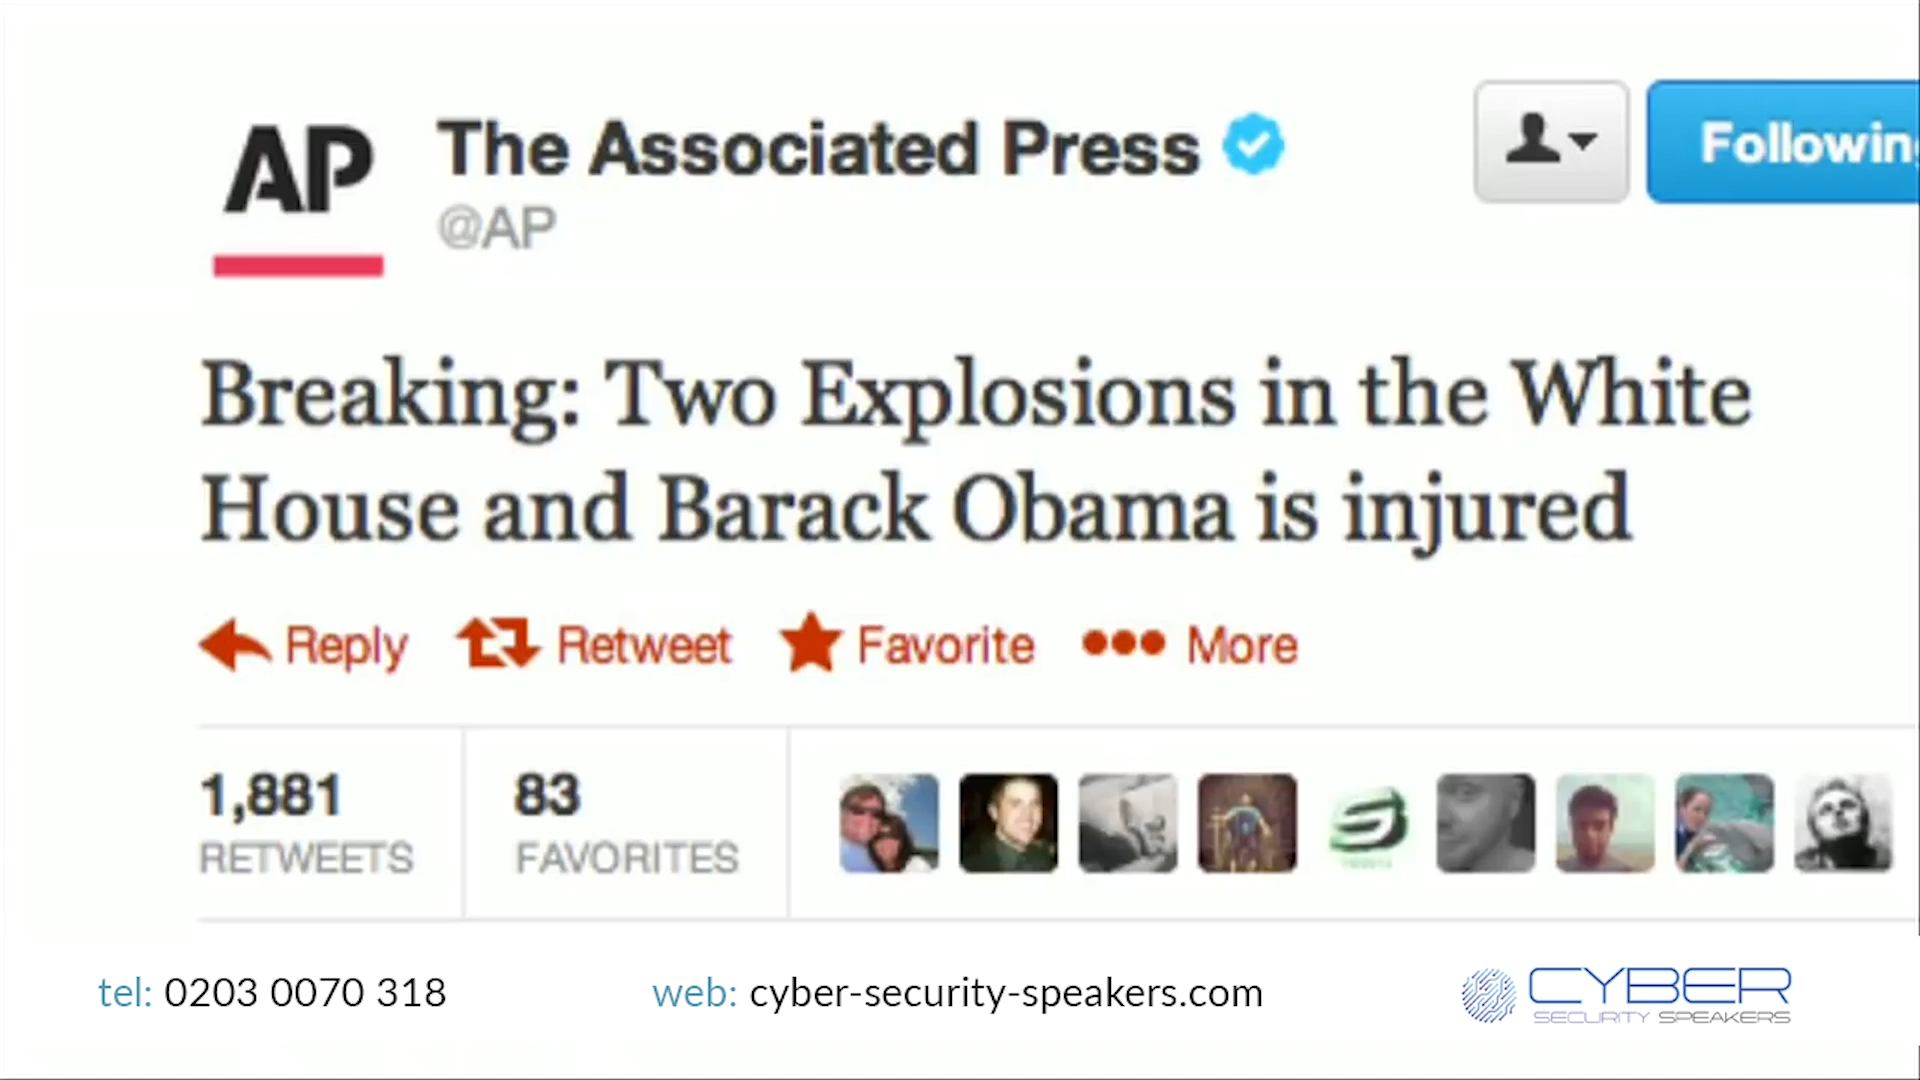 AP
The Associated Press
@AP
Followin
Breaking: Two Explosions in the White
House and Barack Obama is injured
Reply Retweet Favorite More
1,881 83
RETWEETS FAVORITES
tel: 0203 0070 318 web: cyber-security-speakers.com CYBER
SECURITY SPEAKERS